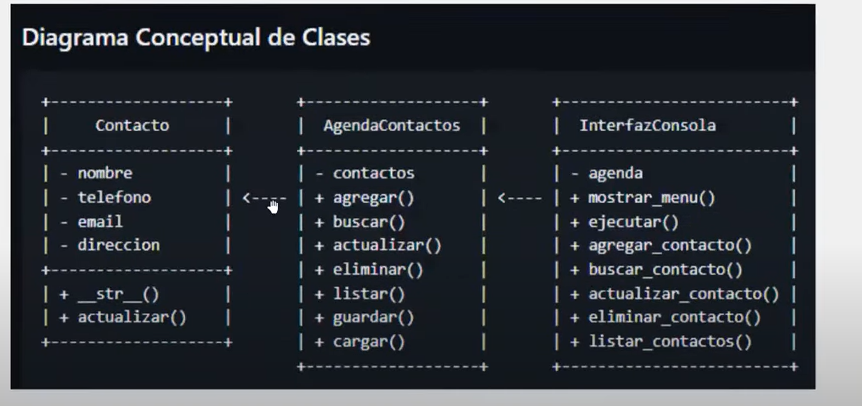 Diagrama Conceptual de Clases
+-------------------+       +-------------------+       +------------------------+
|     Contacto      |       |  AgendaContactos  |       |  InterfazConsola       |
+-------------------+       +-------------------+       +------------------------+
| - nombre          |       | - contactos       |       | - agenda               |
| - telefono        | <---- | + agregar()       | <---- | + mostrar_menu()       |
| - email           |       | + buscar()        |       | + ejecutar()           |
| - direccion       |       | + actualizar()    |       | + agregar_contacto()   |
+-------------------+       | + eliminar()      |       | + buscar_contacto()    |
| + __str__()       |       | + listar()        |       | + actualizar_contacto() |
| + actualizar()    |       | + guardar()       |       | + eliminar_contacto()  |
+-------------------+       | + cargar()        |       | + listar_contactos()   |
                            +-------------------+       +------------------------+